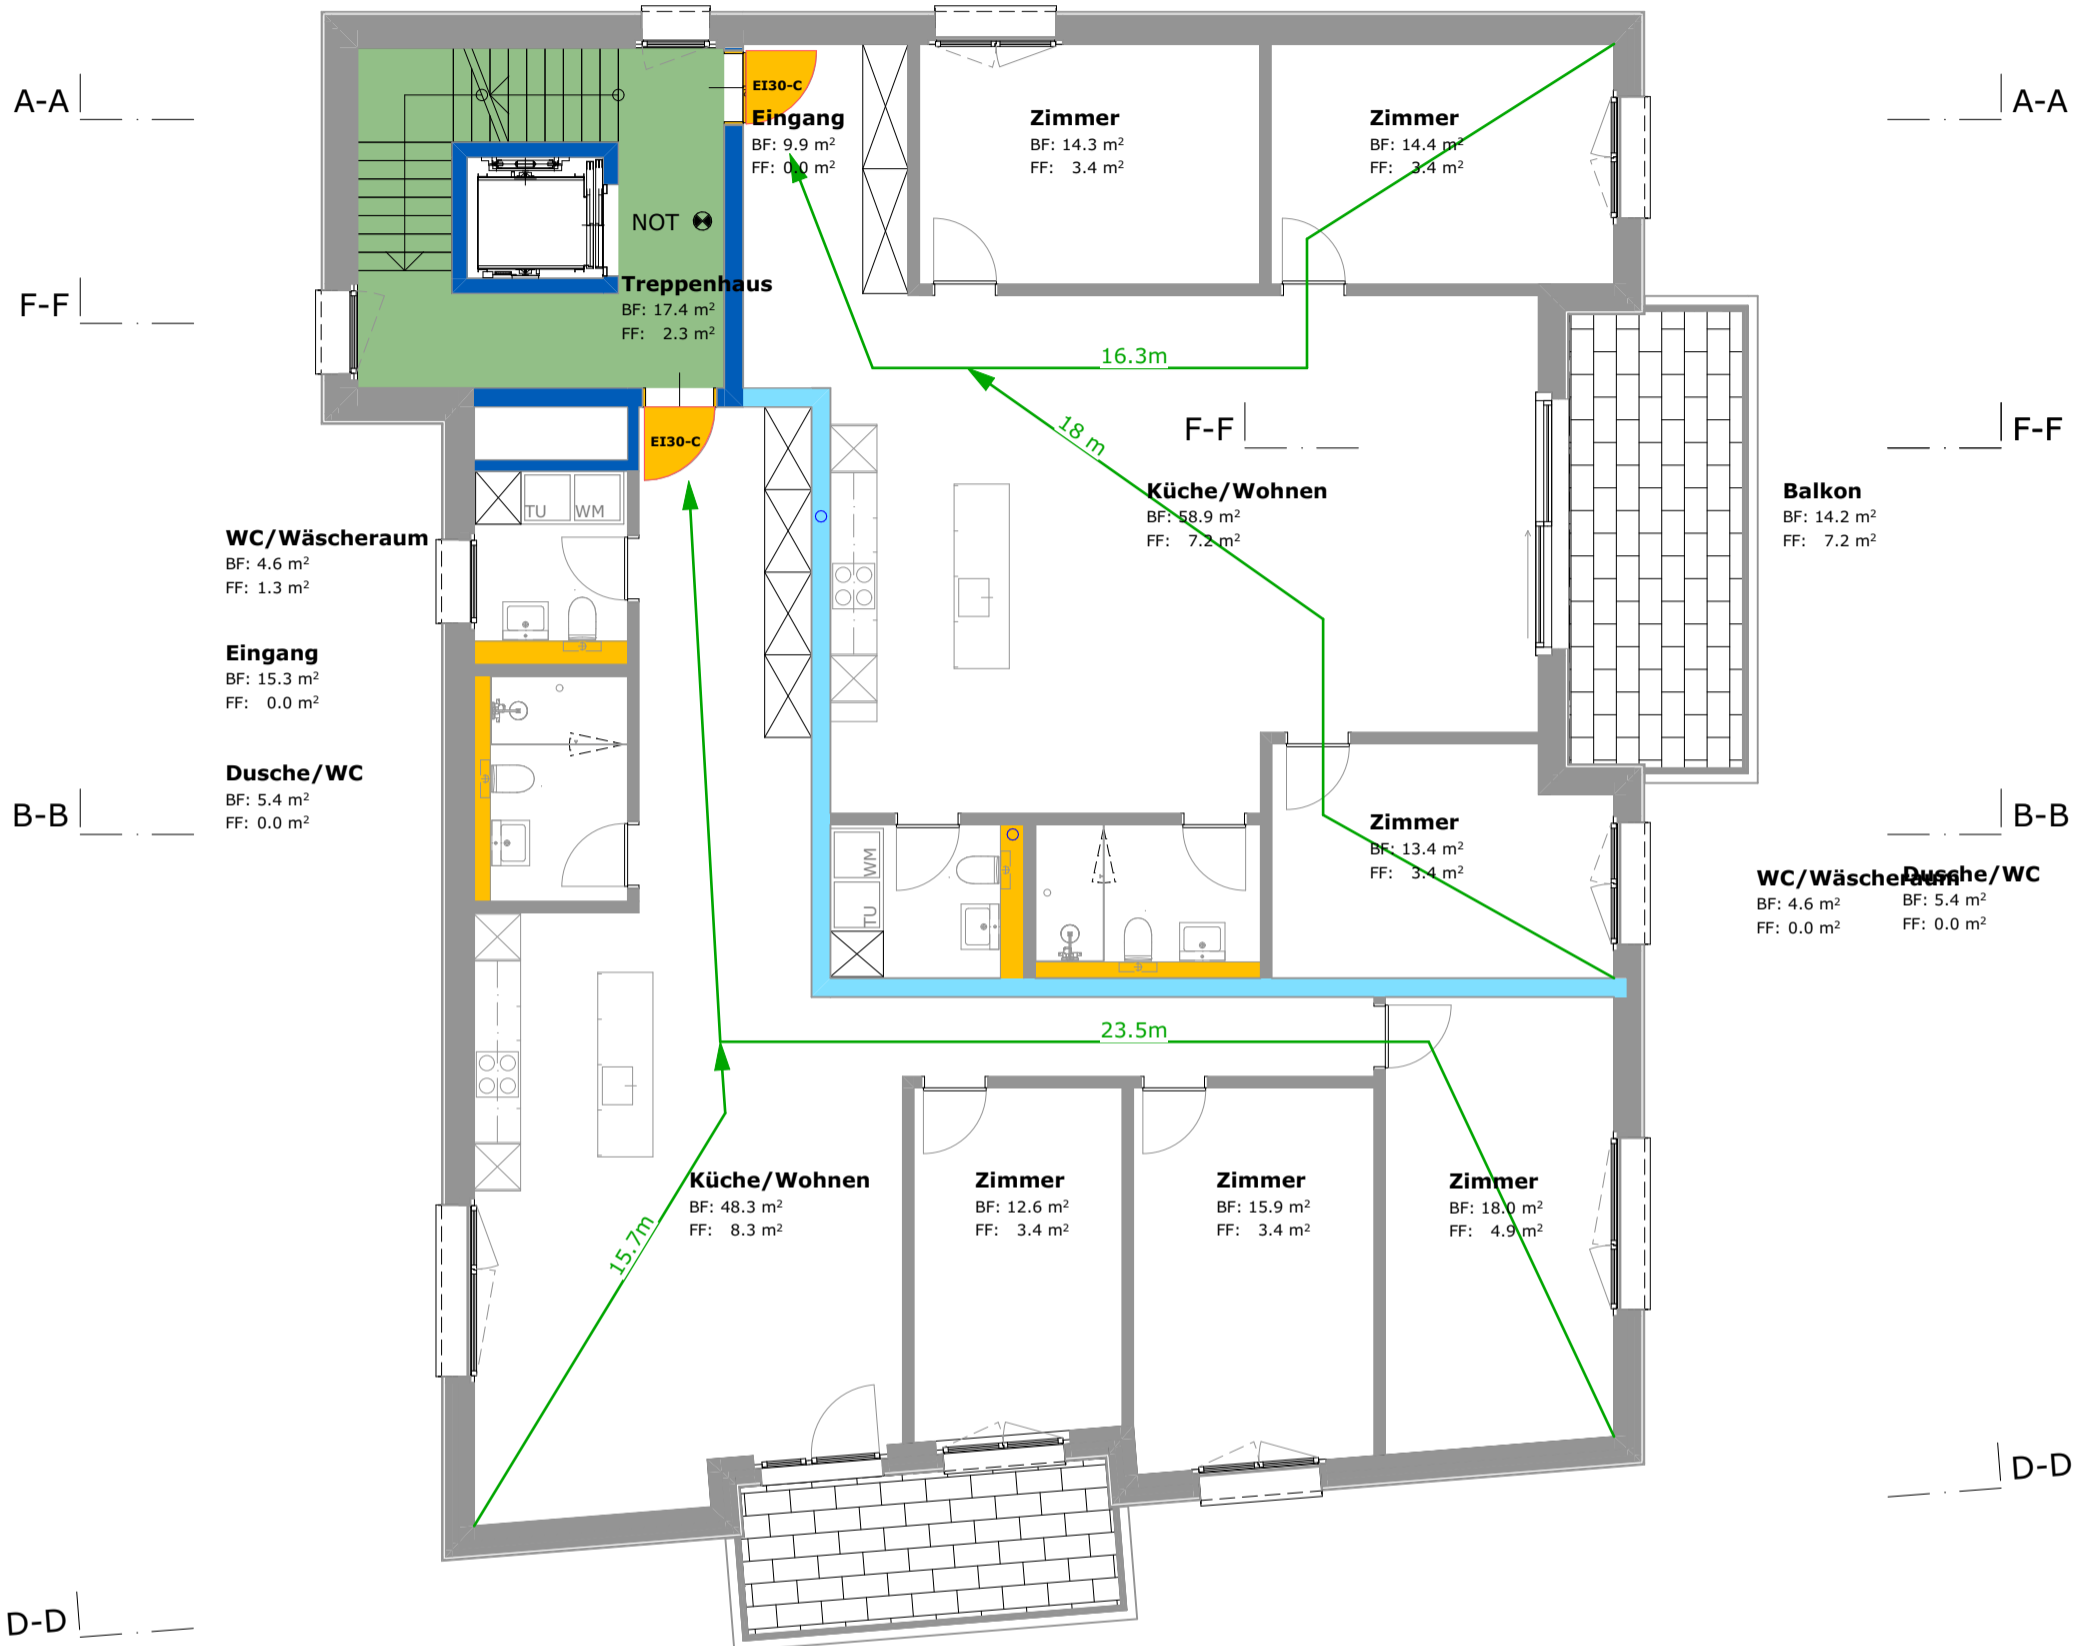 A-A
A-A
EI30-C
Eingang
BF: 9.9 m²
FF: 0.0 m²
Zimmer
BF: 14.3 m²
FF: 3.4 m²
Zimmer
BF: 14.4 m²
FF: 3.4 m²
NOT
Treppenhaus
BF: 17.4 m²
FF: 2.3 m²
F-F
16.3m
18 m
F-F
F-F
EI30-C
TU
WM
Küche/Wohnen
BF: 58.9 m²
FF: 7.2 m²
Balkon
BF: 14.2 m²
FF: 7.2 m²
WC/Wäscheraum
BF: 4.6 m²
FF: 1.3 m²
Eingang
BF: 15.3 m²
FF: 0.0 m²
Dusche/WC
BF: 5.4 m²
FF: 0.0 m²
B-B
B-B
WM
TU
Zimmer
BF: 13.4 m²
FF: 3.4 m²
WC/Wäscheraum
BF: 4.6 m²
FF: 0.0 m²
Dusche/WC
BF: 5.4 m²
FF: 0.0 m²
23.5m
15.7m
Küche/Wohnen
BF: 48.3 m²
FF: 8.3 m²
Zimmer
BF: 12.6 m²
FF: 3.4 m²
Zimmer
BF: 15.9 m²
FF: 3.4 m²
Zimmer
BF: 18.0 m²
FF: 4.9 m²
D-D
D-D